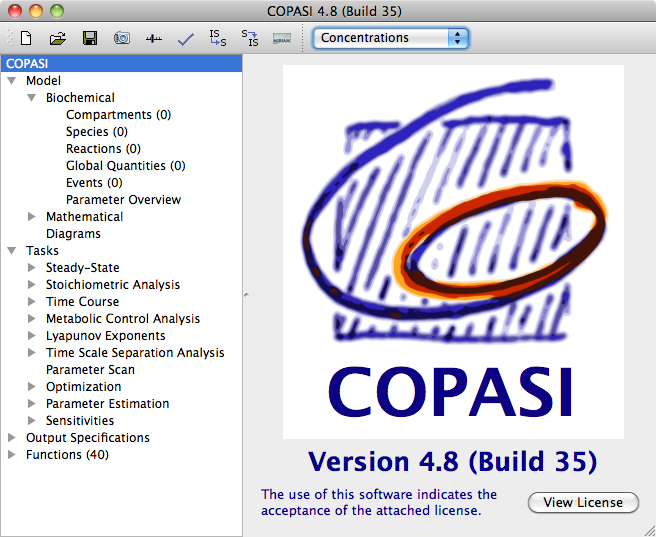 COPASI 4.8 (Build 35)
IS
S
S
IS
Concentrations
COPASI
Model
Biochemical
Compartments (0)
Species (0)
Reactions (0)
Global Quantities (0)
Events (0)
Parameter Overview
Mathematical
Diagrams
Tasks
Steady-State
Stoichiometric Analysis
Time Course
Metabolic Control Analysis
Lyapunov Exponents
Time Scale Separation Analysis
Parameter Scan
Optimization
Parameter Estimation
Sensitivities
Output Specifications
Functions (40)
COPASI
Version 4.8 (Build 35)
The use of this software indicates the
acceptance of the attached license.
View License